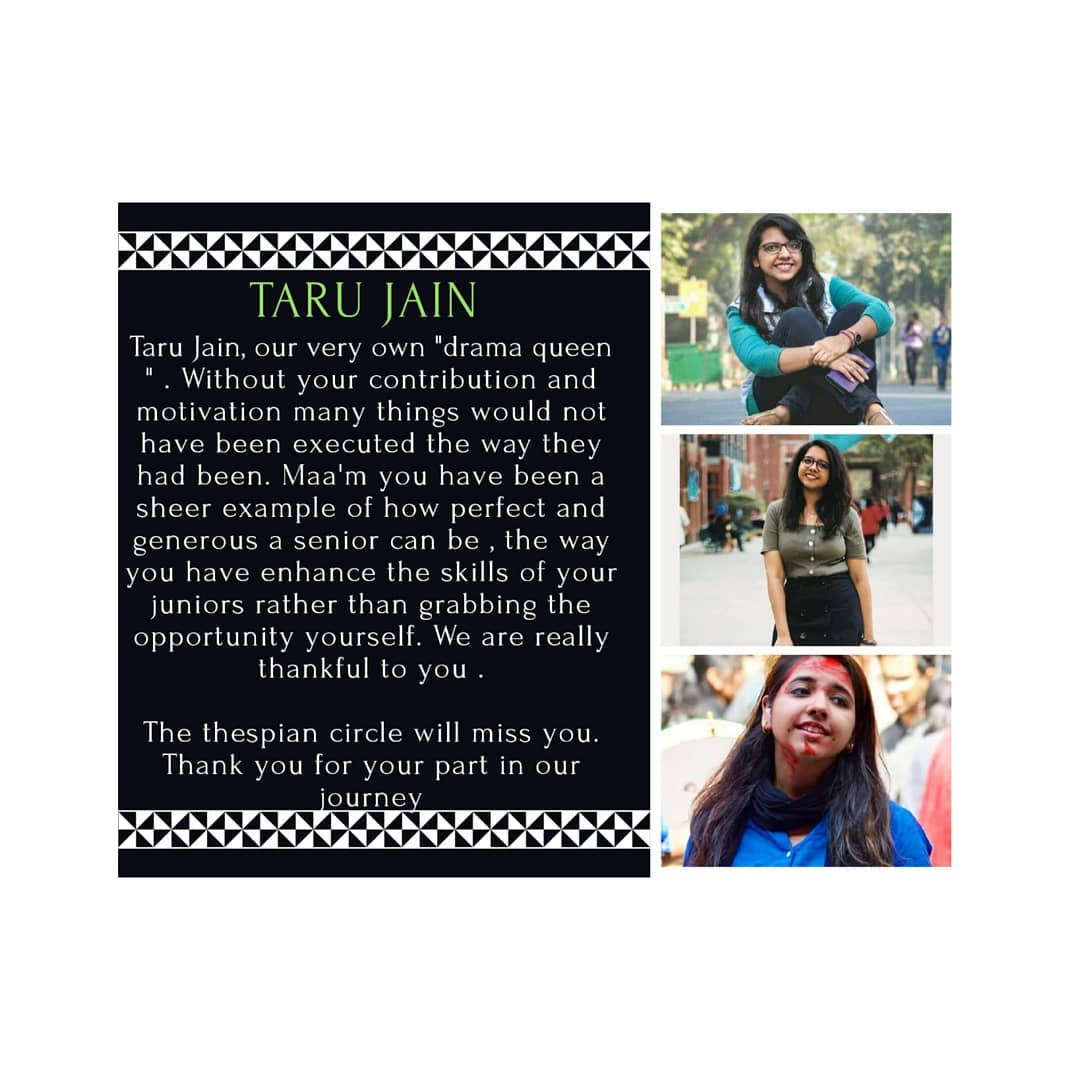 TARU JAIN
Taru Jain, our very own "drama queen
" . Without your contribution and
motivation many things would not
have been executed the way they
had been. Maa'm you have been a
sheer example of how perfect and
generous a senior can be , the way
you have enhance the skills of your
juniors rather than grabbing the
opportunity yourself. We are really
thankful to you .
The thespian circle will miss you.
Thank you for your part in our
journey